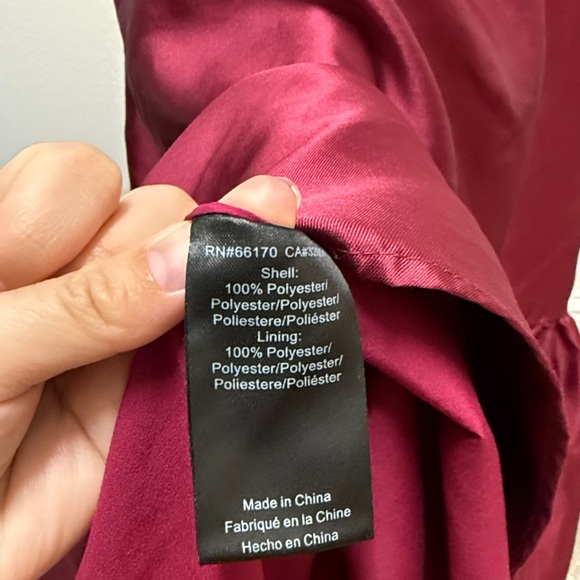 RN#66170
Shell:
100% Polyester/
Polyester/Polyester/
Poliestere/Poliéster
Lining:
100% Polyester/
Polyester/Polyester/
Poliestere/Poliéster
Made in China
Fabriqué en la Chine
Hecho en China